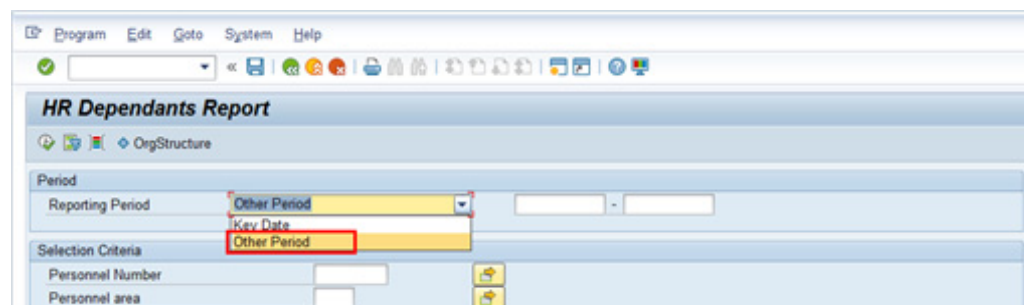 Program Edit Goto System Help
HR Dependants Report
OrgStructure
Period
Reporting Period Other Period -
Key Date
Other Period
Selection Criteria
Personnel Number
Personnel area